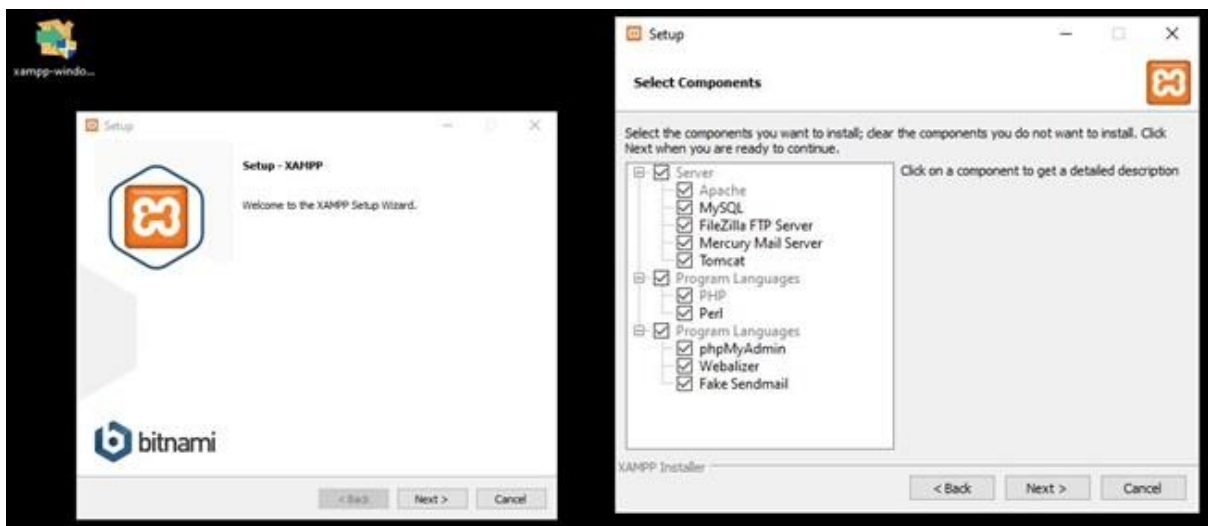 xampp-windo...
Setup
Setup - XAMPP
Welcome to the XAMPP Setup Wizard.
bitnami
< Back
Next >
Cancel
Setup
Select Components
Select the components you want to install; clear the components you do not want to install. Click
Next when you are ready to continue.
Server
Apache
MySQL
FileZilla FTP Server
Mercury Mail Server
Tomcat
Program Languages
PHP
Perl
Program Languages
phpMyAdmin
Webalizer
Fake Sendmail
Click on a component to get a detailed description
XAMPP Installer
< Back
Next >
Cancel